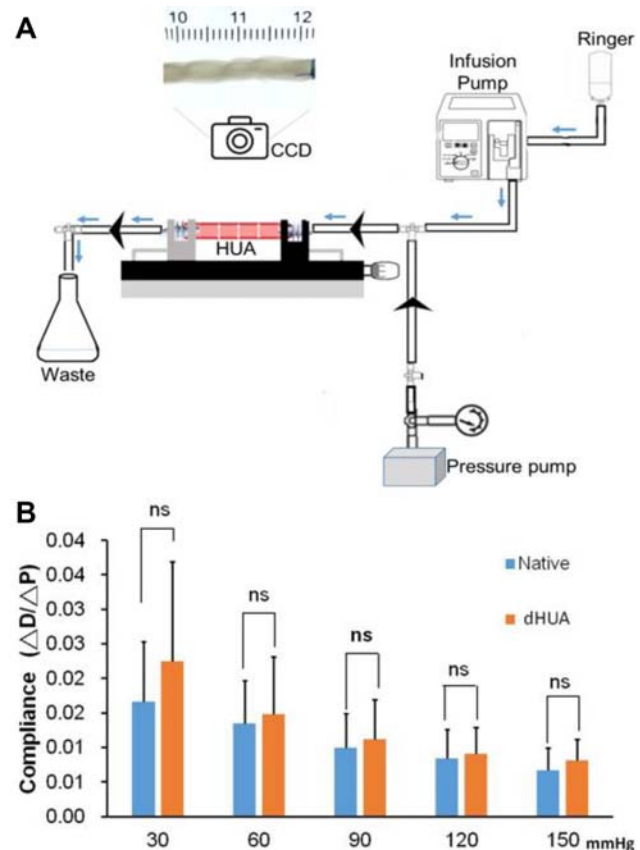 A
10 11 12
CCD
Infusion
Pump
Ringer
HUA
Waste
Pressure pump
B
Compliance (△D/△P)
0.04
0.04
0.03
0.03
0.02
0.02
0.01
0.01
0.00
ns
ns
ns
ns
ns
Native
dHUA
30 60 90 120 150 mmHg